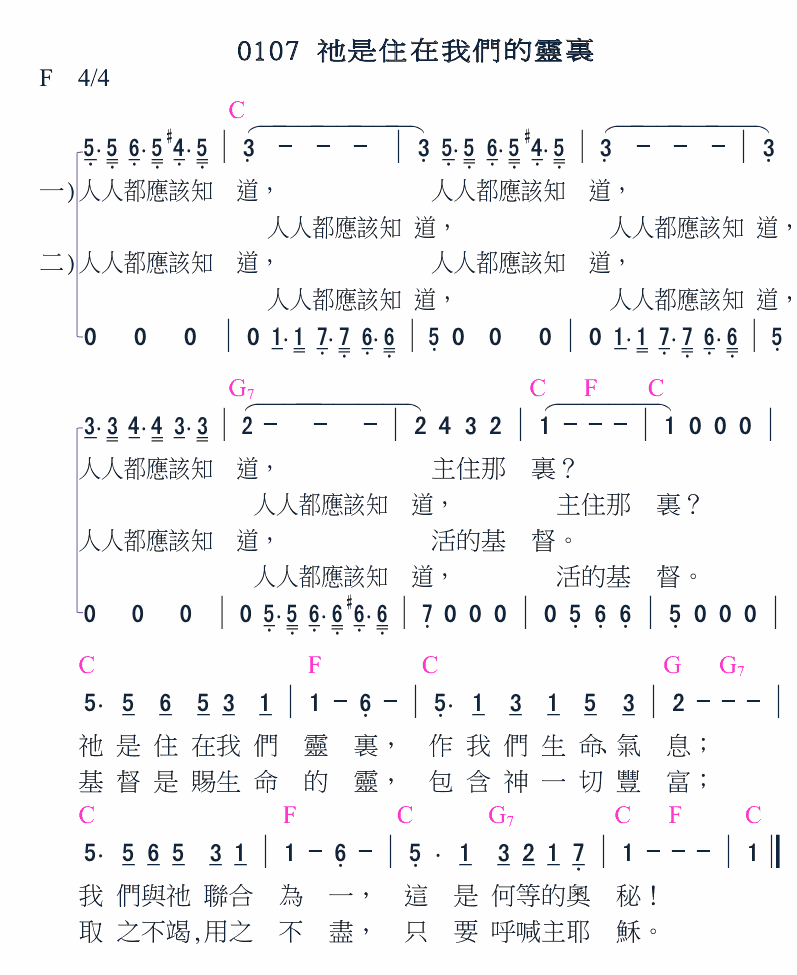 0107 祂是住在我們的靈裏
F 4/4
C
5·5 6·5 #4·5 | 3 − − − | 3 5·5 6·5 #4·5 | 3 − − − | 3
一)人人都應該知 道， 人人都應該知 道，
人人都應該知 道， 人人都應該知 道，
二)人人都應該知 道， 人人都應該知 道，
人人都應該知 道， 人人都應該知 道，
0 0 0 | 0 1·1 7·7 6·6 | 5 0 0 0 | 0 1·1 7·7 6·6 | 5
G7 C F C
3·3 4·4 3·3 | 2 − − − | 2 4 3 2 | 1 − − − | 1 0 0 0 |
人人都應該知 道， 主住那 裏？
人人都應該知 道， 主住那 裏？
人人都應該知 道， 活的基 督。
人人都應該知 道， 活的基 督。
0 0 0 | 0 5·5 6·6 #6·6 | 7 0 0 0 | 0 5 6 6 | 5 0 0 0 |
C F C G G7
5· 5 6 5 3 1 | 1 − 6 − | 5· 1 3 1 5 3 | 2 − − − |
祂 是 住 在我 們 靈 裏， 作 我 們 生 命、氣 息；
基 督 是 賜生 命 的 靈， 包 含 神 一 切 豐 富；
C F C G7 C F C
5· 5 6 5 3 1 | 1 − 6 − | 5 · 1 3 2 1 7 | 1 − − − | 1 ‖
我 們與祂 聯合 為 一， 這 是 何等的奧 秘！
取 之不竭,用之 不 盡， 只 要 呼喊主耶 穌。